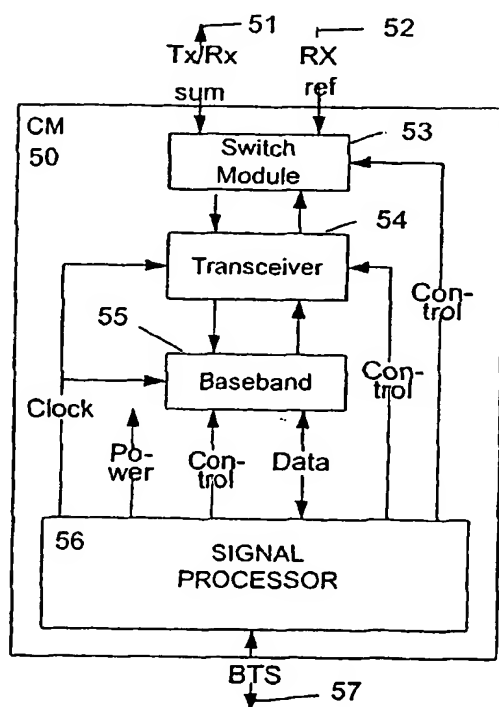 51
52
Tx/Rx
RX
sum
ref
CM
50
53
Switch
Module
54
Transceiver
55
Baseband
Clock
Po-
wer
Con-
trol
Data
Con-
trol
Con-
trol
56
SIGNAL
PROCESSOR
BTS
57